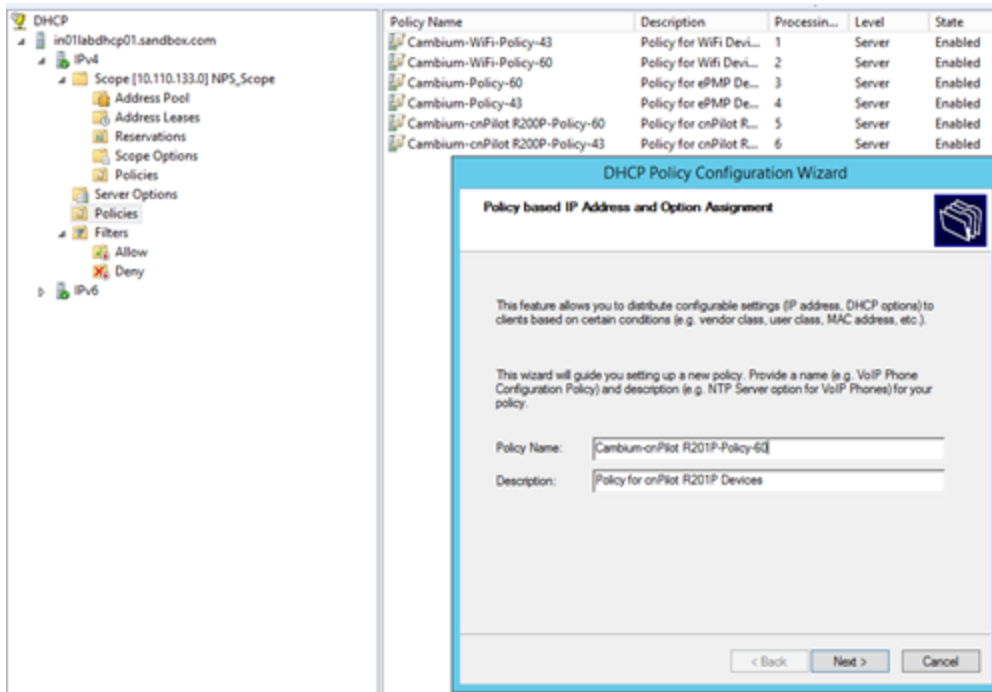 DHCP
in01labdhcp01.sandbox.com
IPv4
Scope [10.110.133.0] NPS_Scope
Address Pool
Address Leases
Reservations
Scope Options
Policies
Server Options
Policies
Filters
Allow
Deny
IPv6
Policy Name Description Processin... Level State
Cambium-WiFi-Policy-43 Policy for WiFi Devi... 1 Server Enabled
Cambium-WiFi-Policy-60 Policy for Wifi Devi... 2 Server Enabled
Cambium-Policy-60 Policy for ePMP De... 3 Server Enabled
Cambium-Policy-43 Policy for ePMP De... 4 Server Enabled
Cambium-cnPilot R200P-Policy-60 Policy for cnPilot R... 5 Server Enabled
Cambium-cnPilot R200P-Policy-43 Policy for cnPilot R... 6 Server Enabled
DHCP Policy Configuration Wizard
Policy based IP Address and Option Assignment
This feature allows you to distribute configurable settings (IP address, DHCP options) to
clients based on certain conditions (e.g. vendor class, user class, MAC address, etc.).
This wizard will guide you setting up a new policy. Provide a name (e.g. VoIP Phone
Configuration Policy) and description (e.g. NTP Server option for VoIP Phones) for your
policy.
Policy Name: Cambium-cnPilot R201P-Policy-60
Description: Policy for cnPilot R201P Devices
< Back Next > Cancel